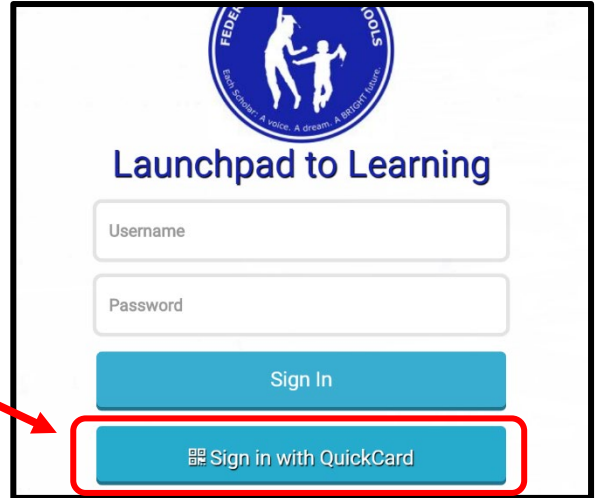 FEDER
OOLS
Each Scholar: A voice. A dream. A BRIGHT future.
Launchpad to Learning
Username
Password
Sign In
Sign in with QuickCard